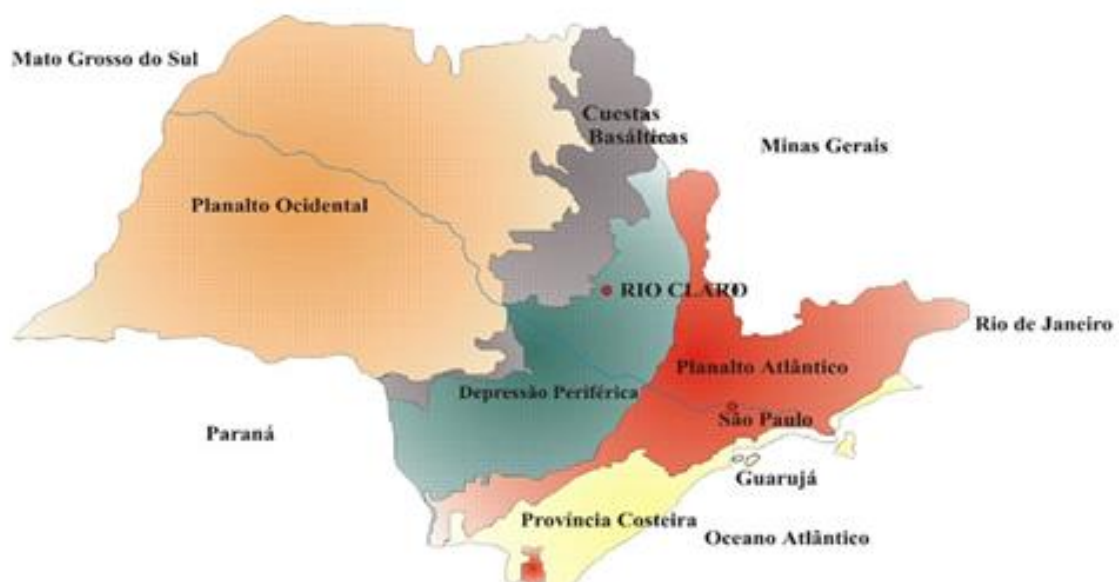 Mato Grosso do Sul
Cuestas
Basálticas
Minas Gerais
Planalto Ocidental
RIO CLARO
Rio de Janeiro
Planalto Atlântico
Depressão Periférica
São Paulo
Paraná
Guarujá
Província Costeira
Oceano Atlântico